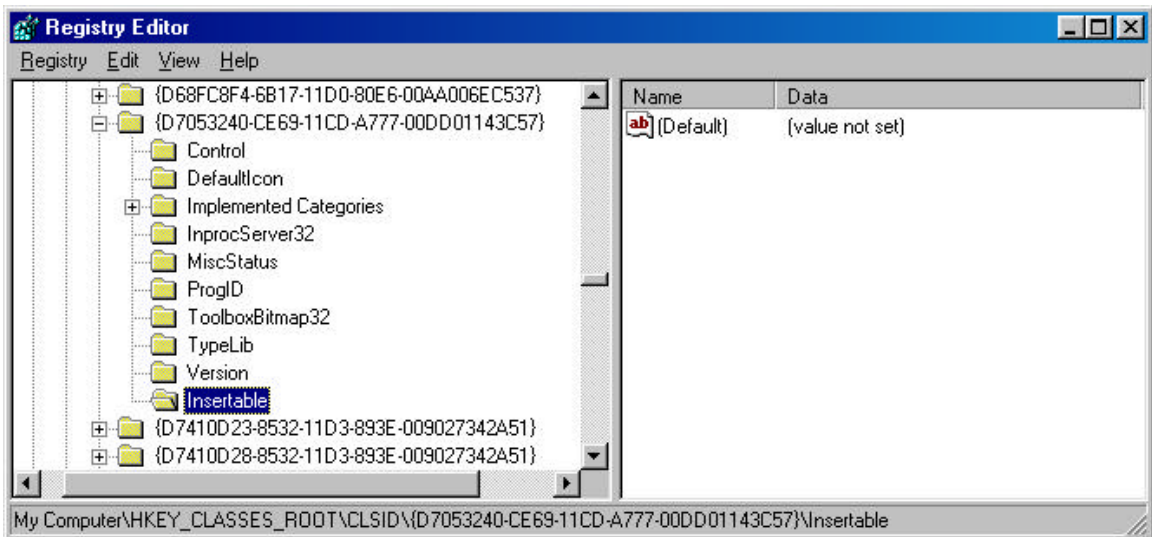 Registry Editor
Registry Edit View Help
{D68FC8F4-6B17-11D0-80E6-00AA006EC537}
{D7053240-CE69-11CD-A777-00DD01143C57}
Control
DefaultIcon
Implemented Categories
InprocServer32
MiscStatus
ProgID
ToolboxBitmap32
TypeLib
Version
Insertable
{D7410D23-8532-11D3-893E-009027342A51}
{D7410D28-8532-11D3-893E-009027342A51}
Name Data
ab (Default) (value not set)
My Computer\HKEY_CLASSES_ROOT\CLSID\{D7053240-CE69-11CD-A777-00DD01143C57}\Insertable